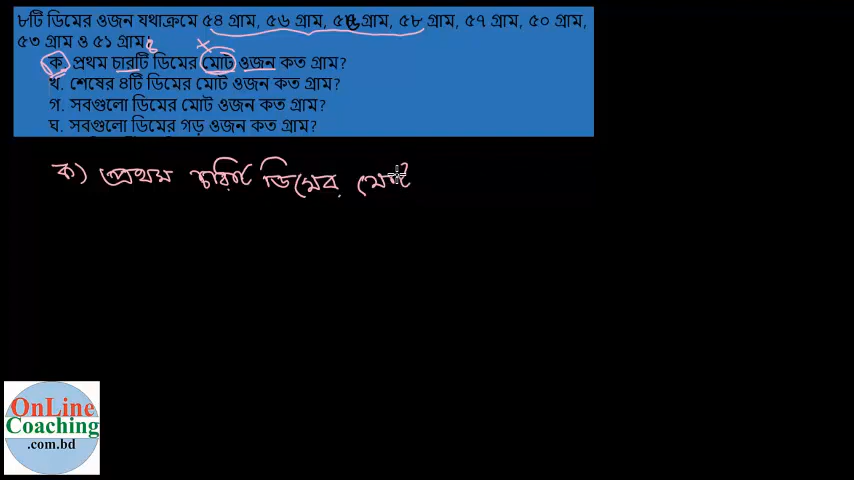 ৮টি ডিমের ওজন যথাক্রমে ৫৪ গ্রাম, ৫৬ গ্রাম, গ্রাম, ৫৮ গ্রাম, ৫৭ গ্রাম, ৫০ গ্রাম,
৫৩ গ্রাম ও ৫১ গ্রাম
ক. প্রথম চারটি ডিমের মোট ওজন কত গ্রাম?
খ. শেষের ৪টি ডিমের মোট ওজন কত গ্রাম?
গ. সবগুলো ডিমের মোট ওজন কত গ্রাম?
ঘ. সবগুলো ডিমের গড় ওজন কত গ্রাম?
ক) প্রথম চারটি ডিমের মোট
OnLine
Coaching
.com.bd